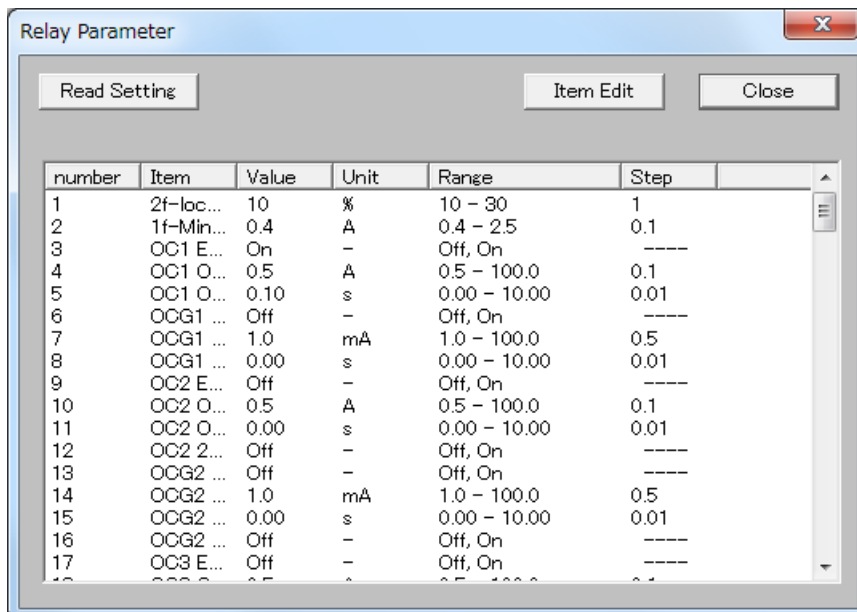 Relay Parameter
Read Setting Item Edit Close
number Item Value Unit Range Step
1 2f-loc... 10 % 10 - 30 1
2 1f-Min... 0.4 A 0.4 - 2.5 0.1
3 OC1 E... On - Off, On ----
4 OC1 O... 0.5 A 0.5 - 100.0 0.1
5 OC1 O... 0.10 s 0.00 - 10.00 0.01
6 OCG1 ... Off - Off, On ----
7 OCG1 ... 1.0 mA 1.0 - 100.0 0.5
8 OCG1 ... 0.00 s 0.00 - 10.00 0.01
9 OC2 E... Off - Off, On ----
10 OC2 O... 0.5 A 0.5 - 100.0 0.1
11 OC2 O... 0.00 s 0.00 - 10.00 0.01
12 OC2 2... Off - Off, On ----
13 OCG2 ... Off - Off, On ----
14 OCG2 ... 1.0 mA 1.0 - 100.0 0.5
15 OCG2 ... 0.00 s 0.00 - 10.00 0.01
16 OCG2 ... Off - Off, On ----
17 OC3 E... Off - Off, On ----